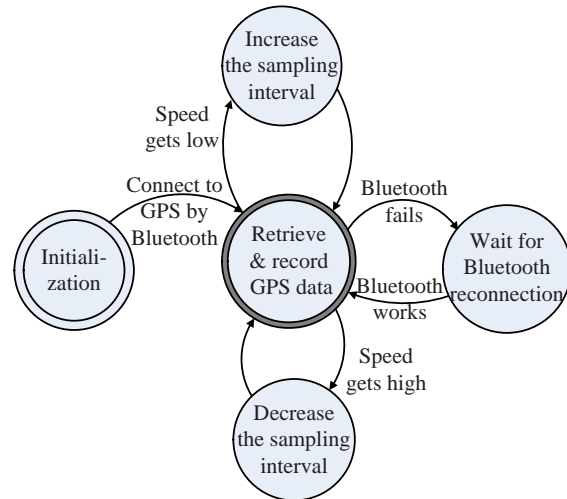 Increase
the sampling
interval
Speed
gets low
Connect to
GPS by
Bluetooth
Initiali-
zation
Retrieve
& record
GPS data
Bluetooth
fails
Wait for
Bluetooth
reconnection
Bluetooth
works
Speed
gets high
Decrease
the sampling
interval